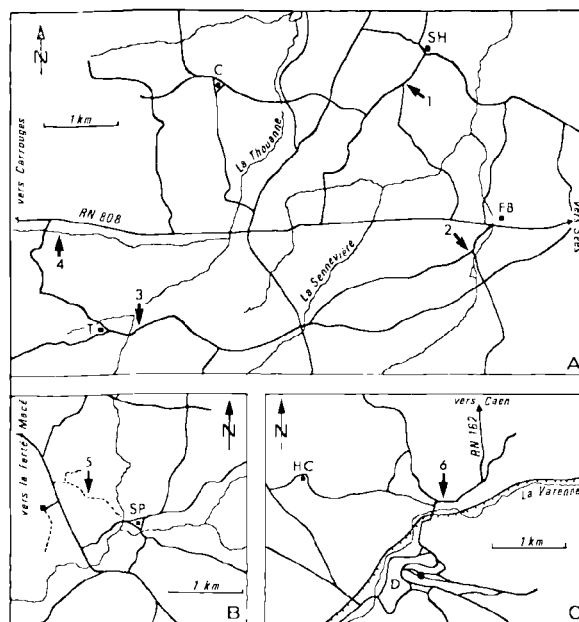 N
SH
C
1
1 km
La Thouanne
vers Carrouges
RN 808
FB
vers Sées
2
4
La Senneviere
3
T
A
vers la ferté Macé
N
5
SP
1 km
B
N
vers Caen
RN 162
HC
6
La Varenne
1 km
D
C